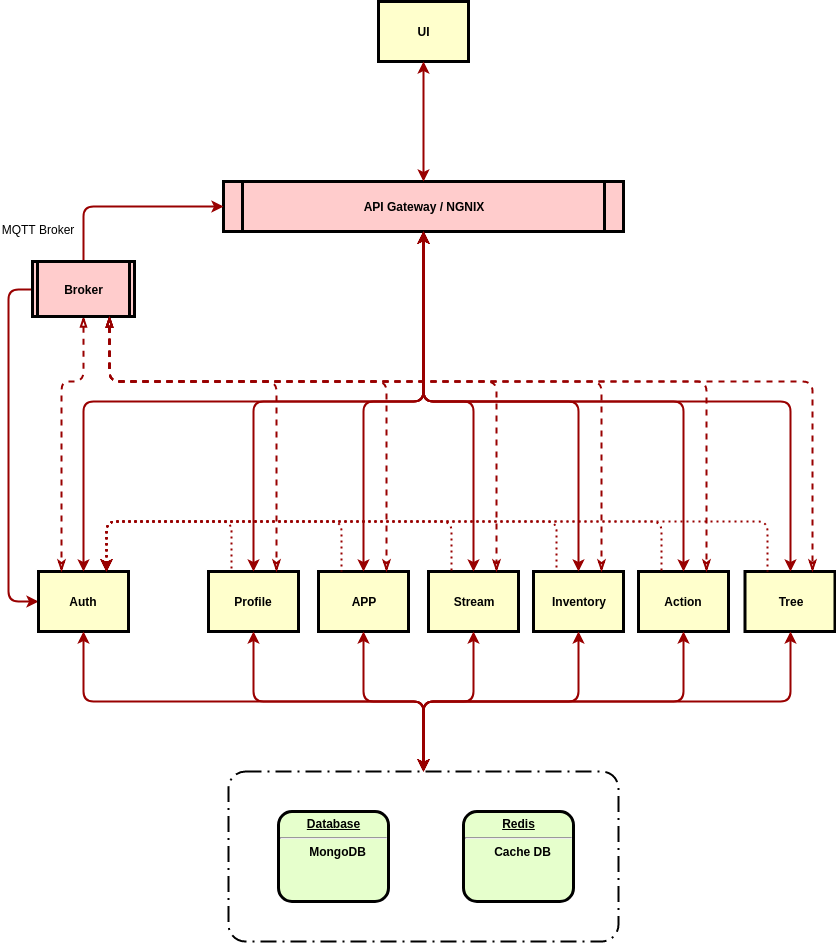 UI
API Gateway / NGNIX
MQTT Broker
Broker
Auth
Profile
APP
Stream
Inventory
Action
Tree
Database
MongoDB
Redis
Cache DB